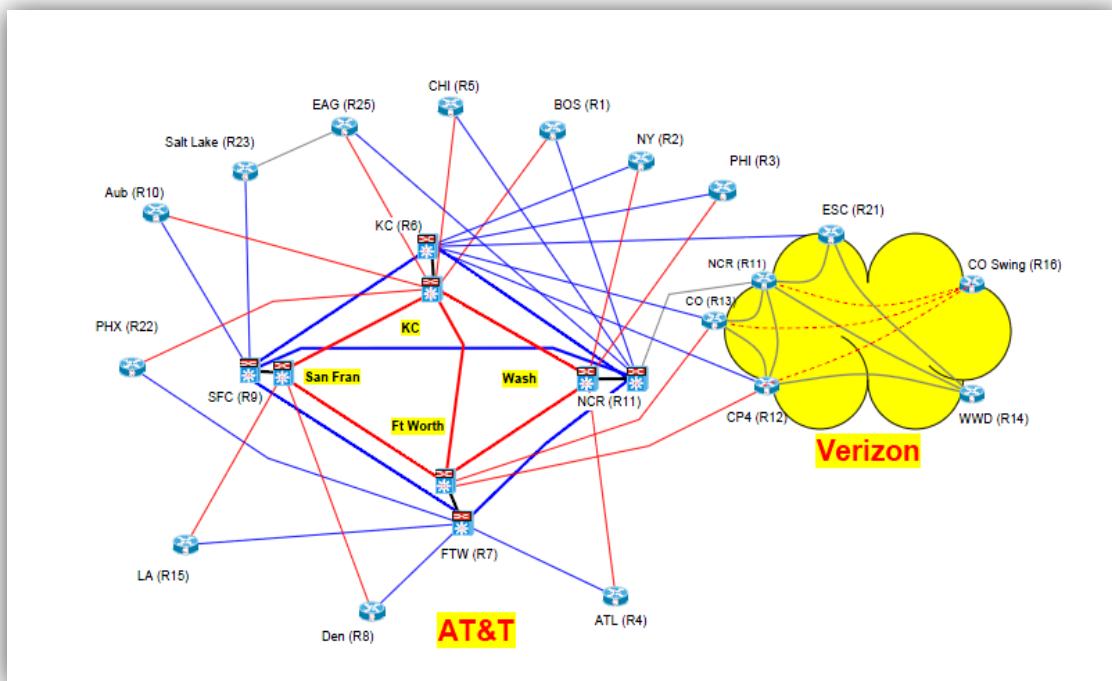 CHI (R5)
EAG (R25)
BOS (R1)
NY (R2)
Salt Lake (R23)
PHI (R3)
Aub (R10)
ESC (R21)
KC (R6)
NCR (R11)
CO Swing (R16)
CO (R13)
PHX (R22)
KC
San Fran
Wash
SFC (R9)
NCR (R11)
CP4 (R12)
WWD (R14)
Ft Worth
Verizon
FTW (R7)
LA (R15)
ATL (R4)
Den (R8)
AT&T